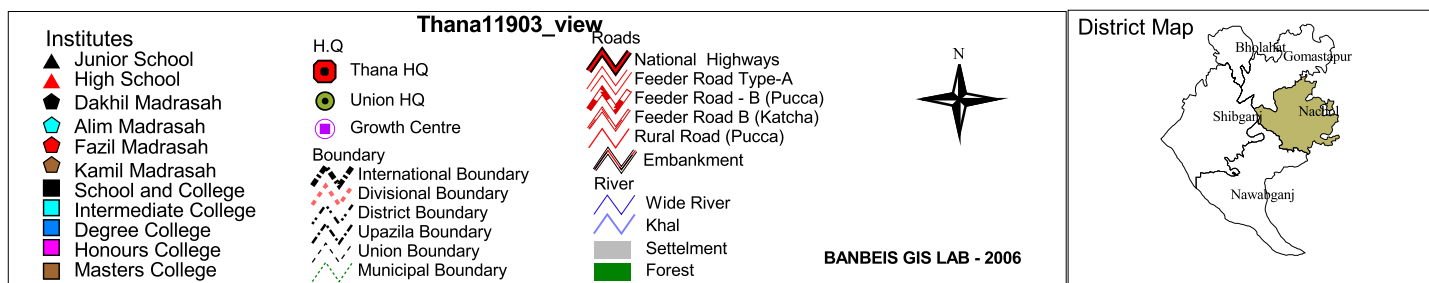 Thana11903_view
Institutes
Junior School
High School
Dakhil Madrasah
Alim Madrasah
Fazil Madrasah
Kamil Madrasah
School and College
Intermediate College
Degree College
Honours College
Masters College
H.Q
Thana HQ
Union HQ
Growth Centre
Boundary
International Boundary
Divisional Boundary
District Boundary
Upazila Boundary
Union Boundary
Municipal Boundary
Roads
National Highways
Feeder Road Type-A
Feeder Road - B (Pucca)
Feeder Road B (Katcha)
Rural Road (Pucca)
Embankment
River
Wide River
Khal
Settelment
Forest
N
BANBEIS GIS LAB - 2006
District Map
Bholahat
Gomastapur
Shibganj
Nachol
Nawabganj